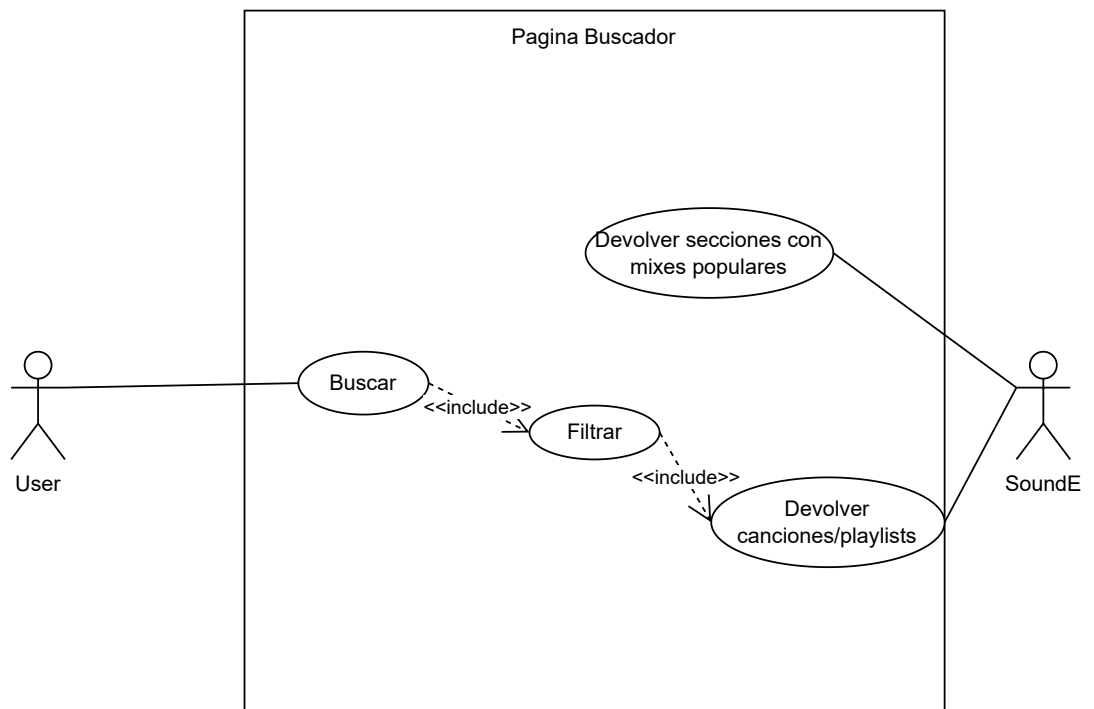 Pagina Buscador
Devolver secciones con
mixes populares
Buscar
<<include>>
Filtrar
<<include>>
User
SoundE
Devolver
canciones/playlists